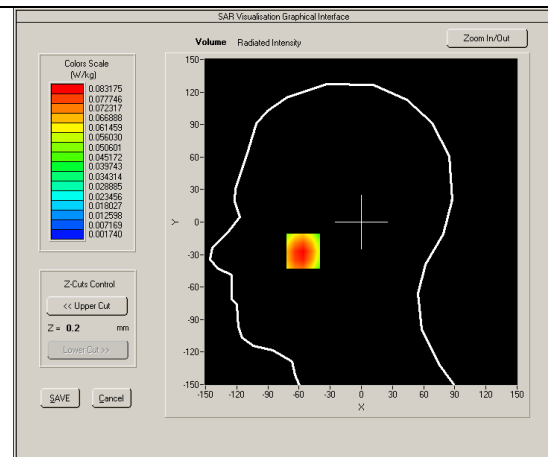 SAR Visualisation Graphical Interface
Volume Radiated Intensity
Zoom In/Out
Colors Scale
(W/kg)
0.083175
0.077746
0.072317
0.066888
0.061459
0.056030
0.050601
0.045172
0.039743
0.034314
0.028885
0.023456
0.018027
0.012598
0.007169
0.001740
Z-Cuts Control
<< Upper Cut
Z = 0.2 mm
Lower Cut >>
SAVE Cancel
150
120
90
60
30
0
-30
-60
-90
-120
-150
Y
-150 -120 -90 -60 -30 0 30 60 90 120 150
X